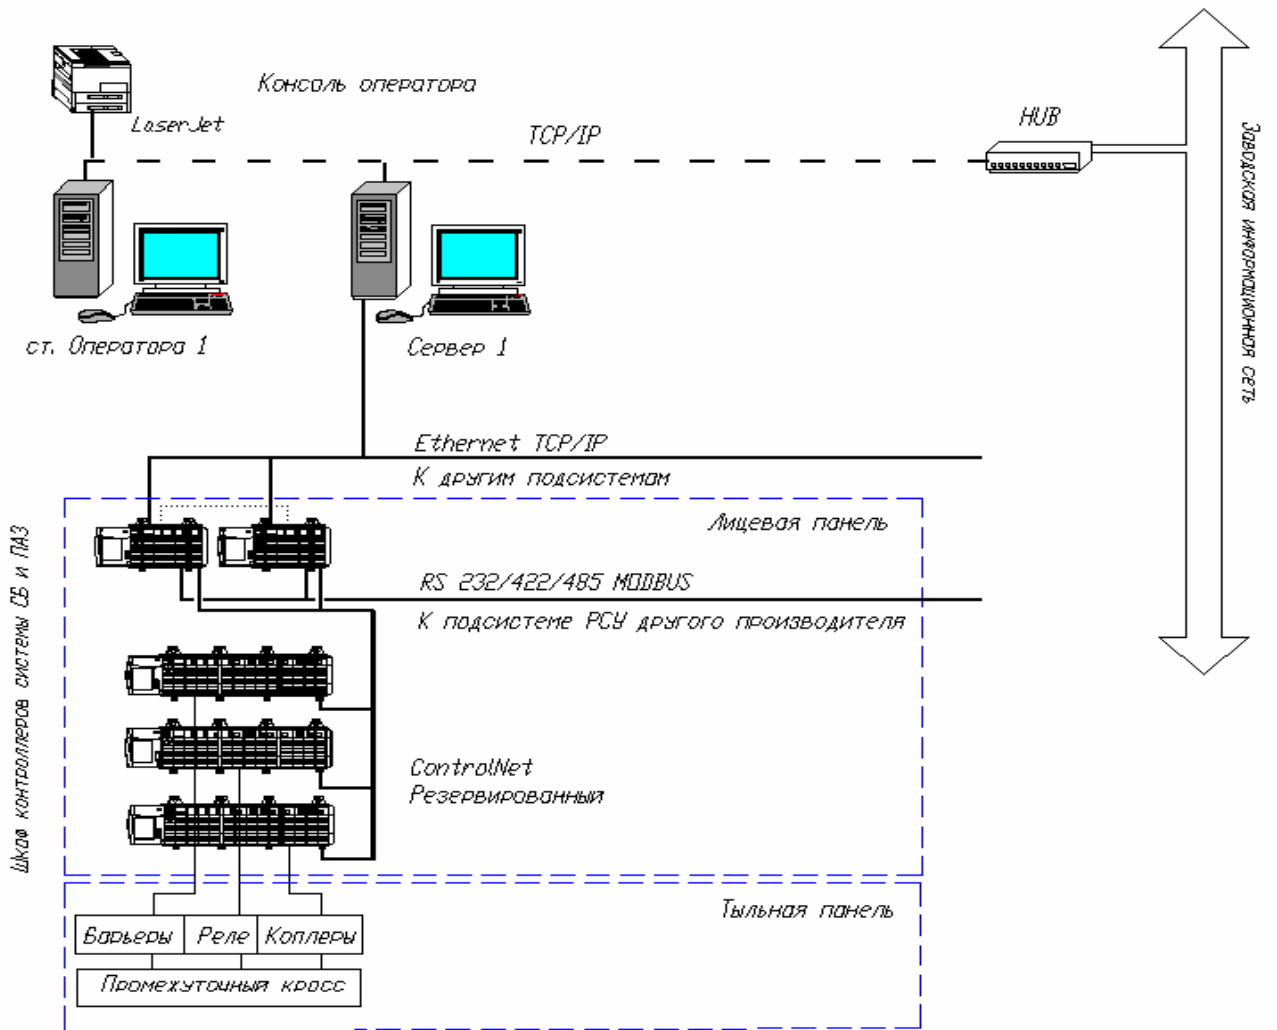 Консоль оператора
LaserJet
TCP/IP
HUB
Заводская информационная сеть
ст. Оператора 1
Сервер 1
Ethernet TCP/IP
К другим подсистемам
Лицевая панель
RS 232/422/485 MODBUS
К подсистеме РСУ другого производителя
Шкаф контроллеров системы СБ и ПАЗ
ControlNet
Резервированный
Тыльная панель
Барьеры
Реле
Коплеры
Промежуточный кросс